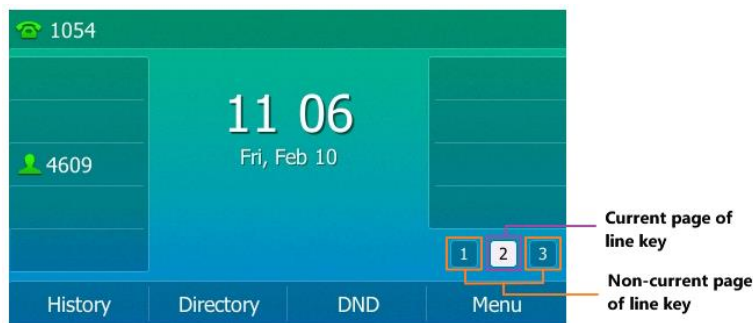 1054
11 06
Fri, Feb 10
4609
1 2 3
Current page of
line key
Non-current page
of line key
History Directory DND Menu